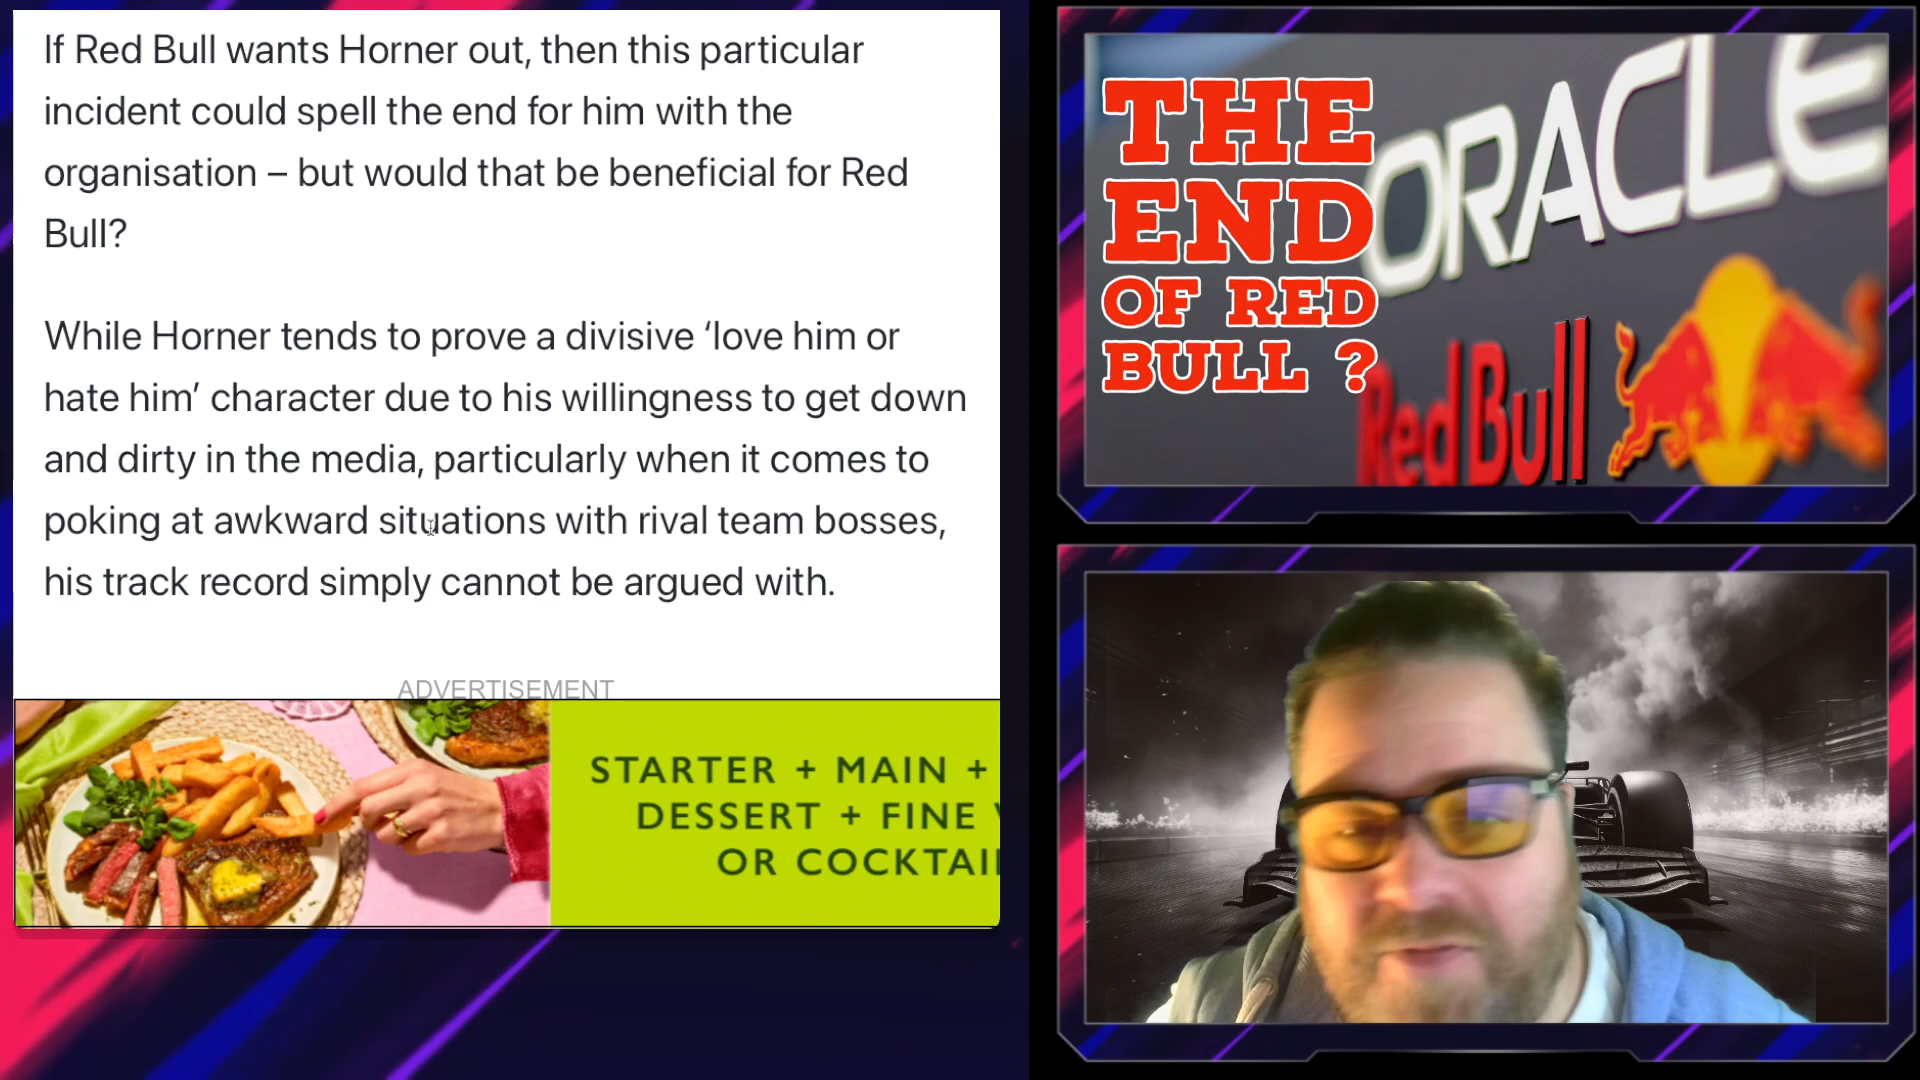 If Red Bull wants Horner out, then this particular
incident could spell the end for him with the
organisation – but would that be beneficial for Red
Bull?
While Horner tends to prove a divisive ‘love him or
hate him’ character due to his willingness to get down
and dirty in the media, particularly when it comes to
poking at awkward situations with rival team bosses,
his track record simply cannot be argued with.
ADVERTISEMENT
STARTER + MAIN +
DESSERT + FINE
OR COCKTAI
THE
END
OF RED
BULL ?
ORACLE
Red Bull